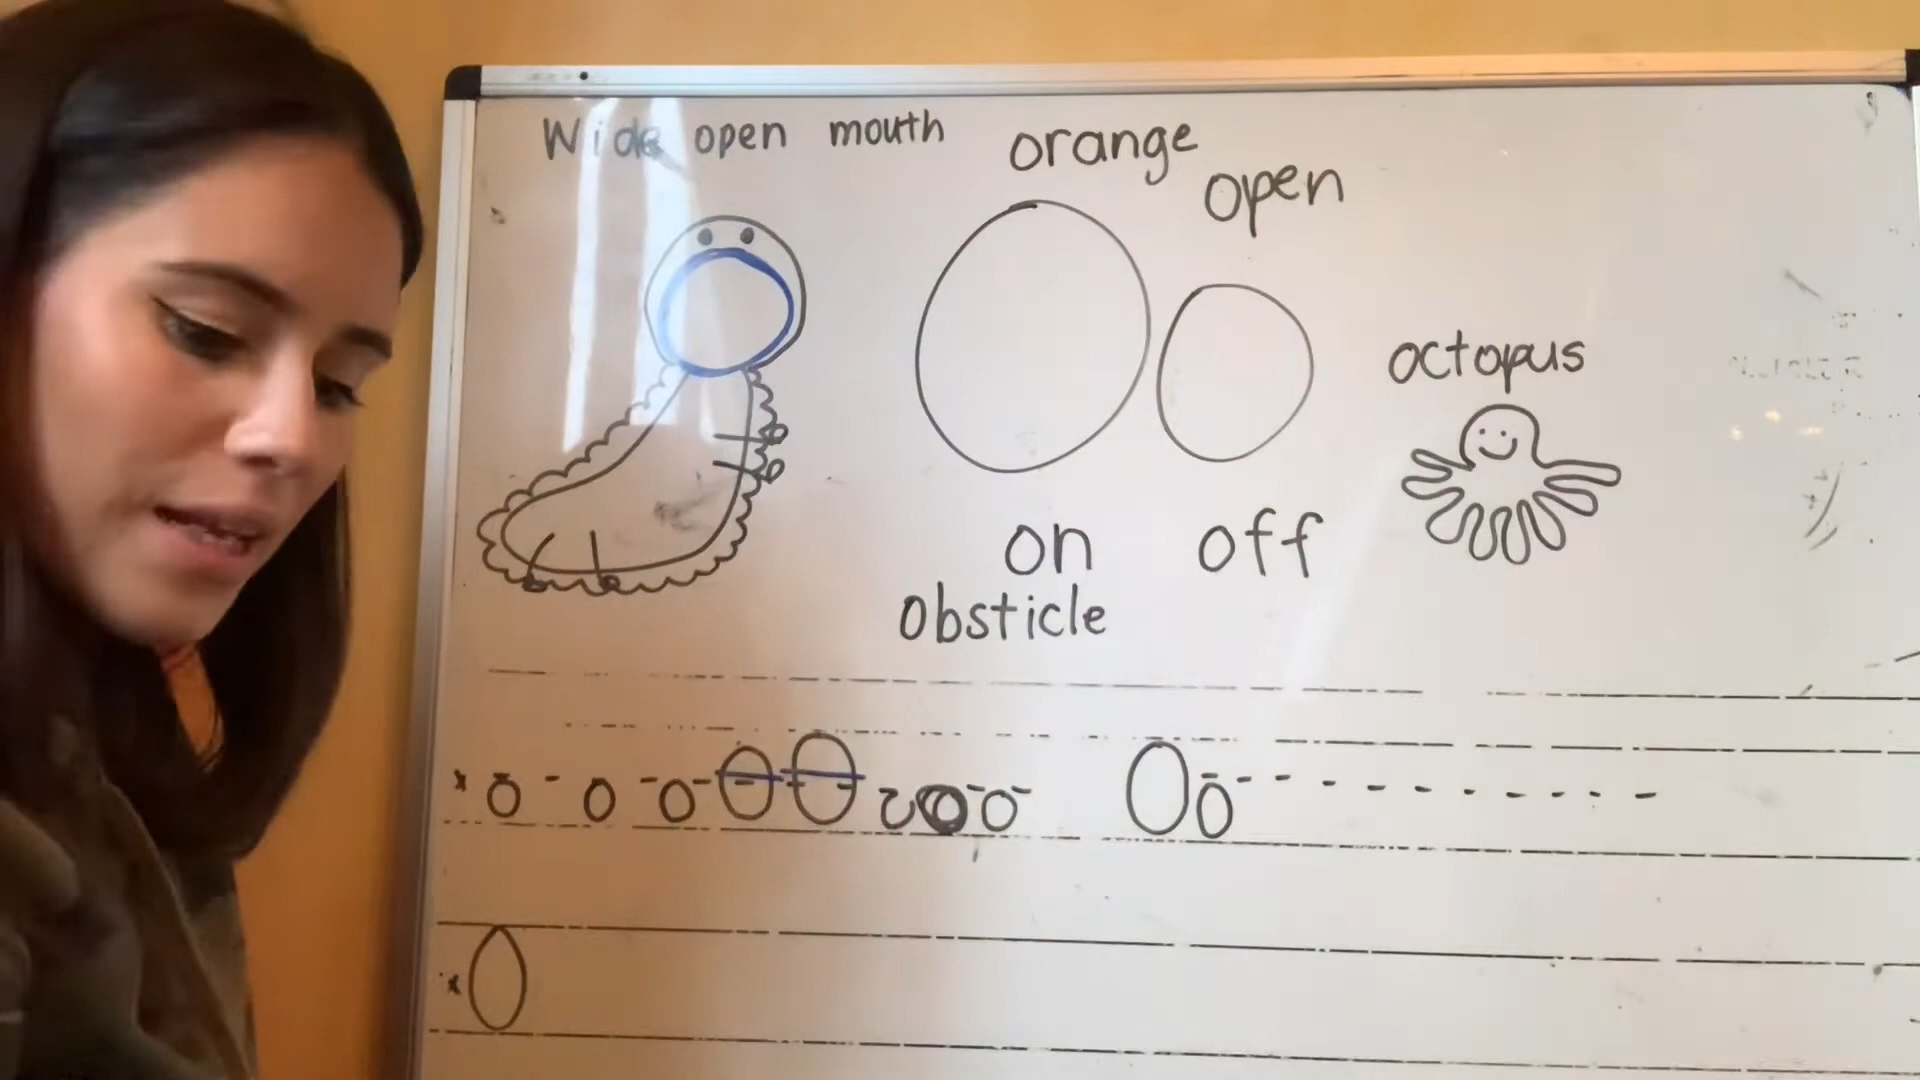 Wide open mouth
orange
open
octopus
on off
Obsticle
o o o O O o o o O o
O